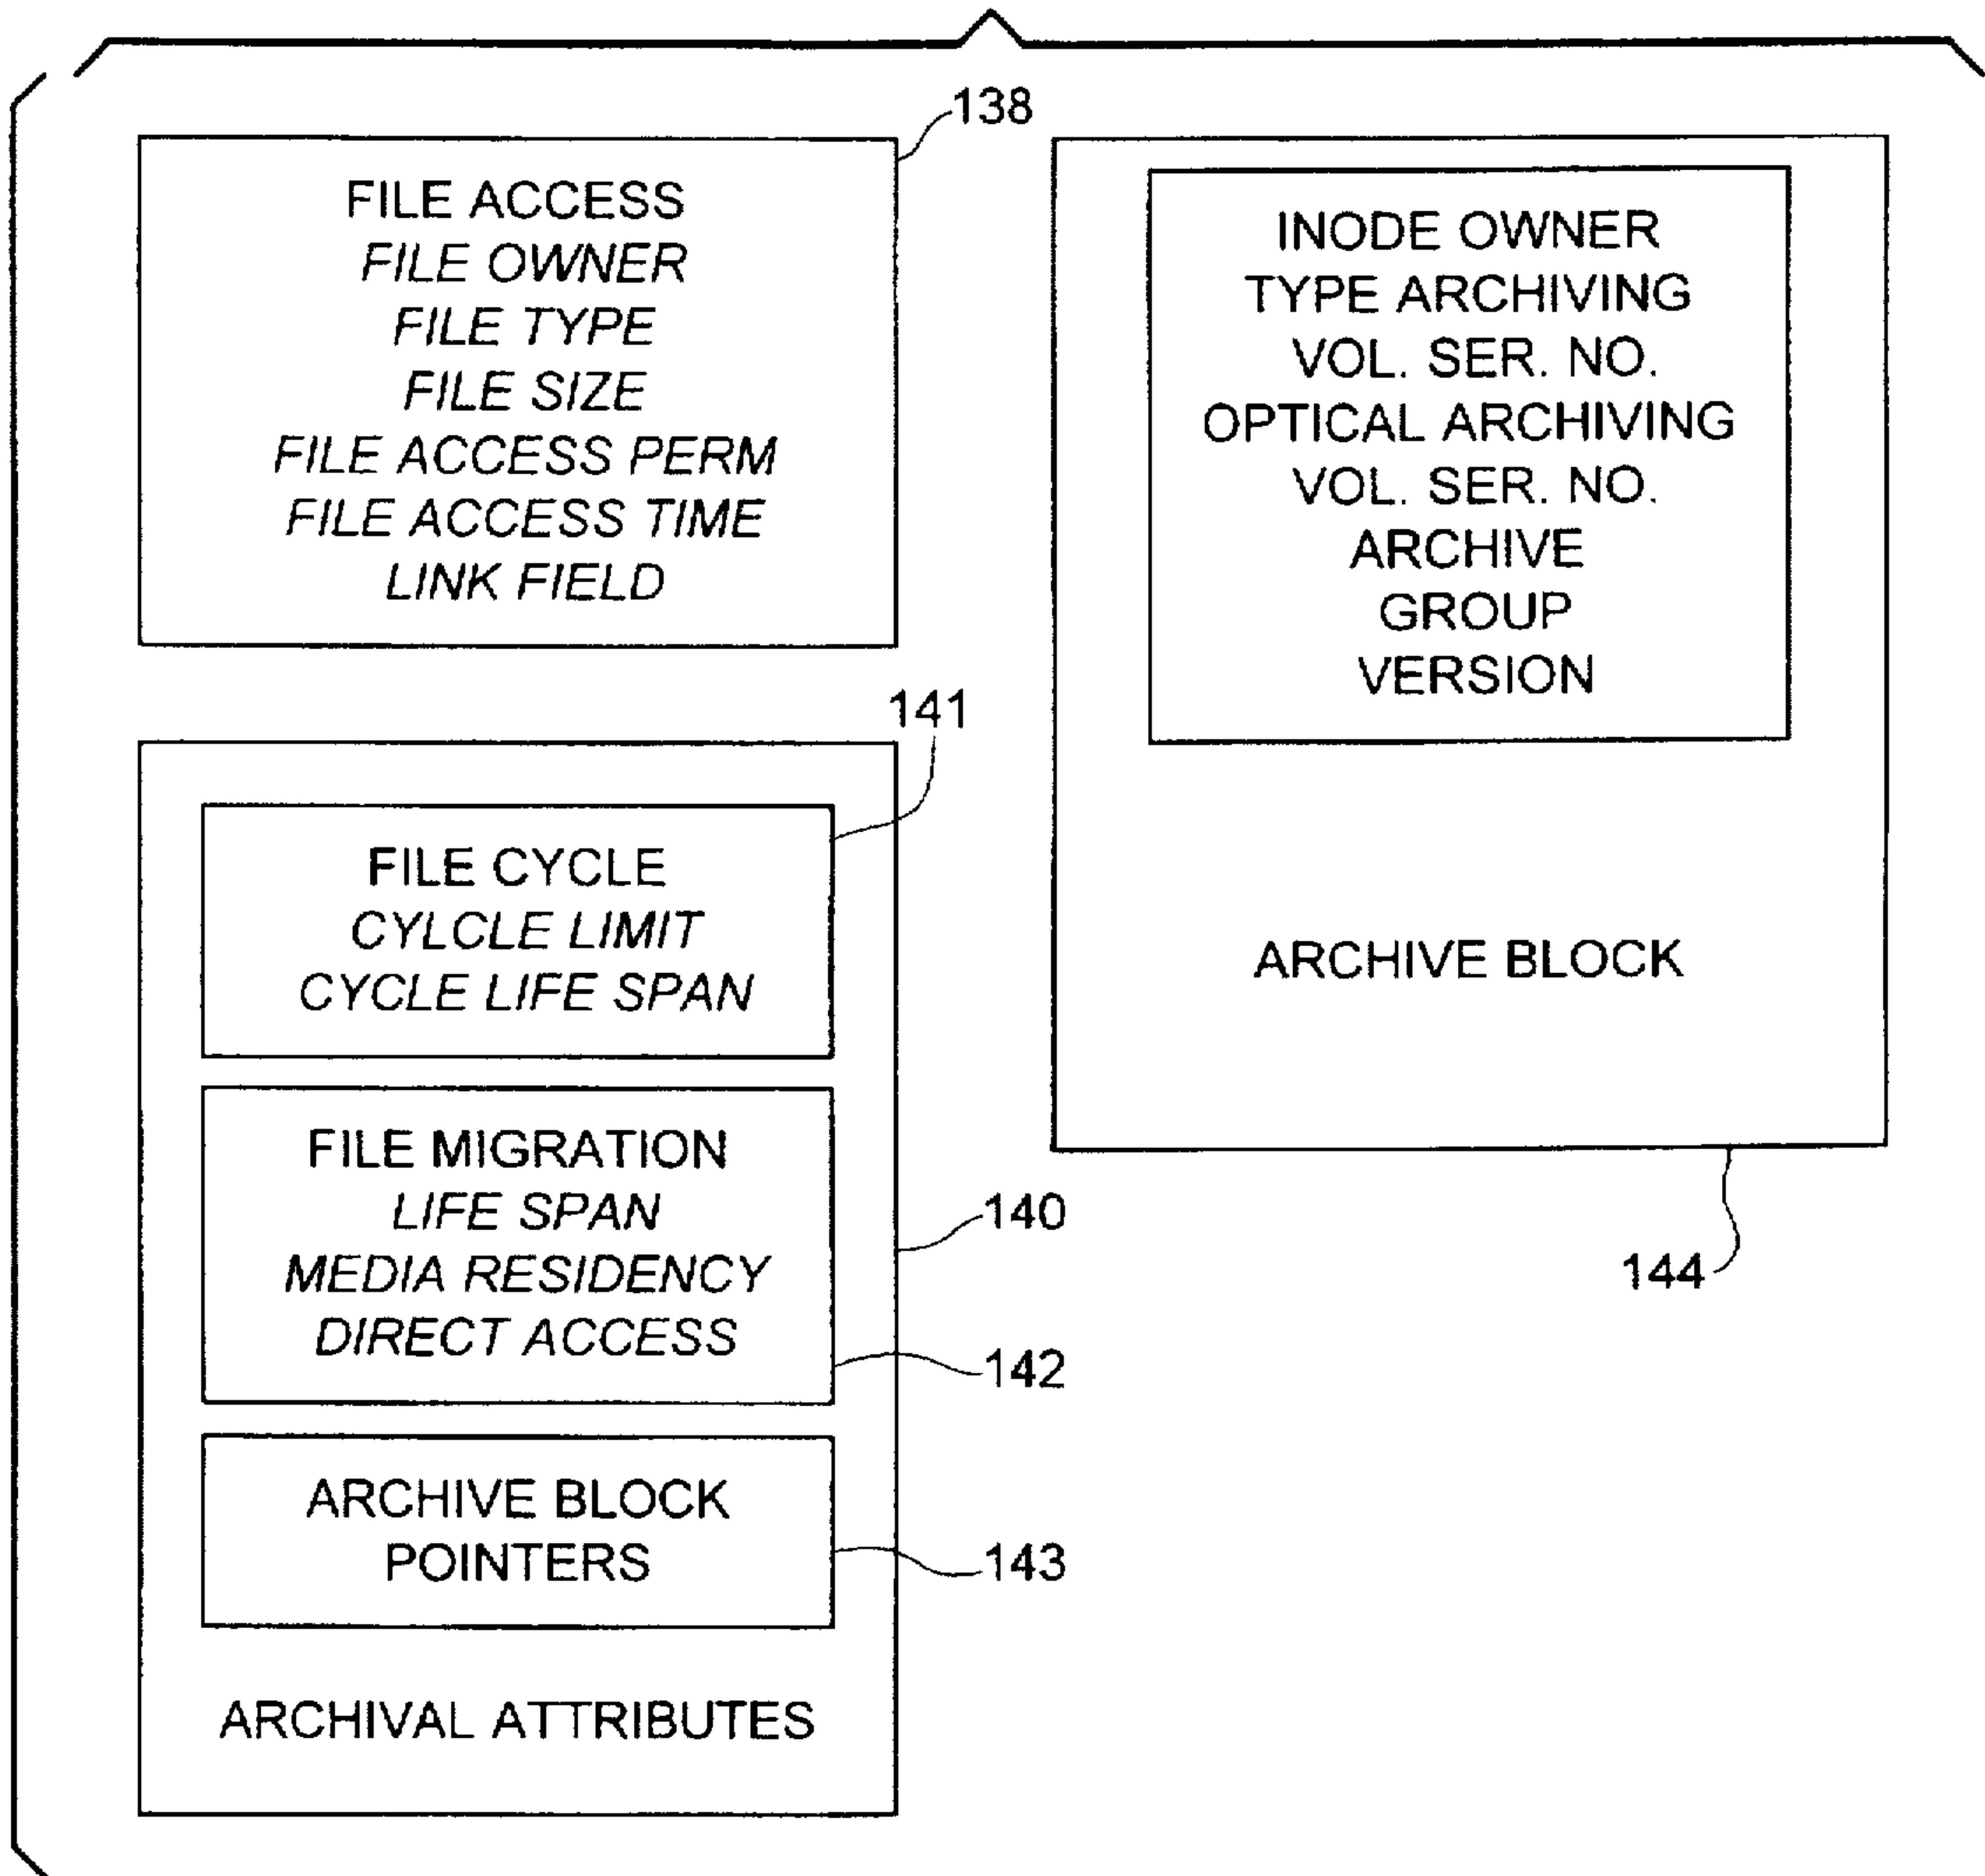 138
FILE ACCESS
FILE OWNER
FILE TYPE
FILE SIZE
FILE ACCESS PERM
FILE ACCESS TIME
LINK FIELD
141
FILE CYCLE
CYLCLE LIMIT
CYCLE LIFE SPAN
FILE MIGRATION
LIFE SPAN
MEDIA RESIDENCY
DIRECT ACCESS
140
142
ARCHIVE BLOCK
POINTERS
143
ARCHIVAL ATTRIBUTES
INODE OWNER
TYPE ARCHIVING
VOL. SER. NO.
OPTICAL ARCHIVING
VOL. SER. NO.
ARCHIVE
GROUP
VERSION
ARCHIVE BLOCK
144